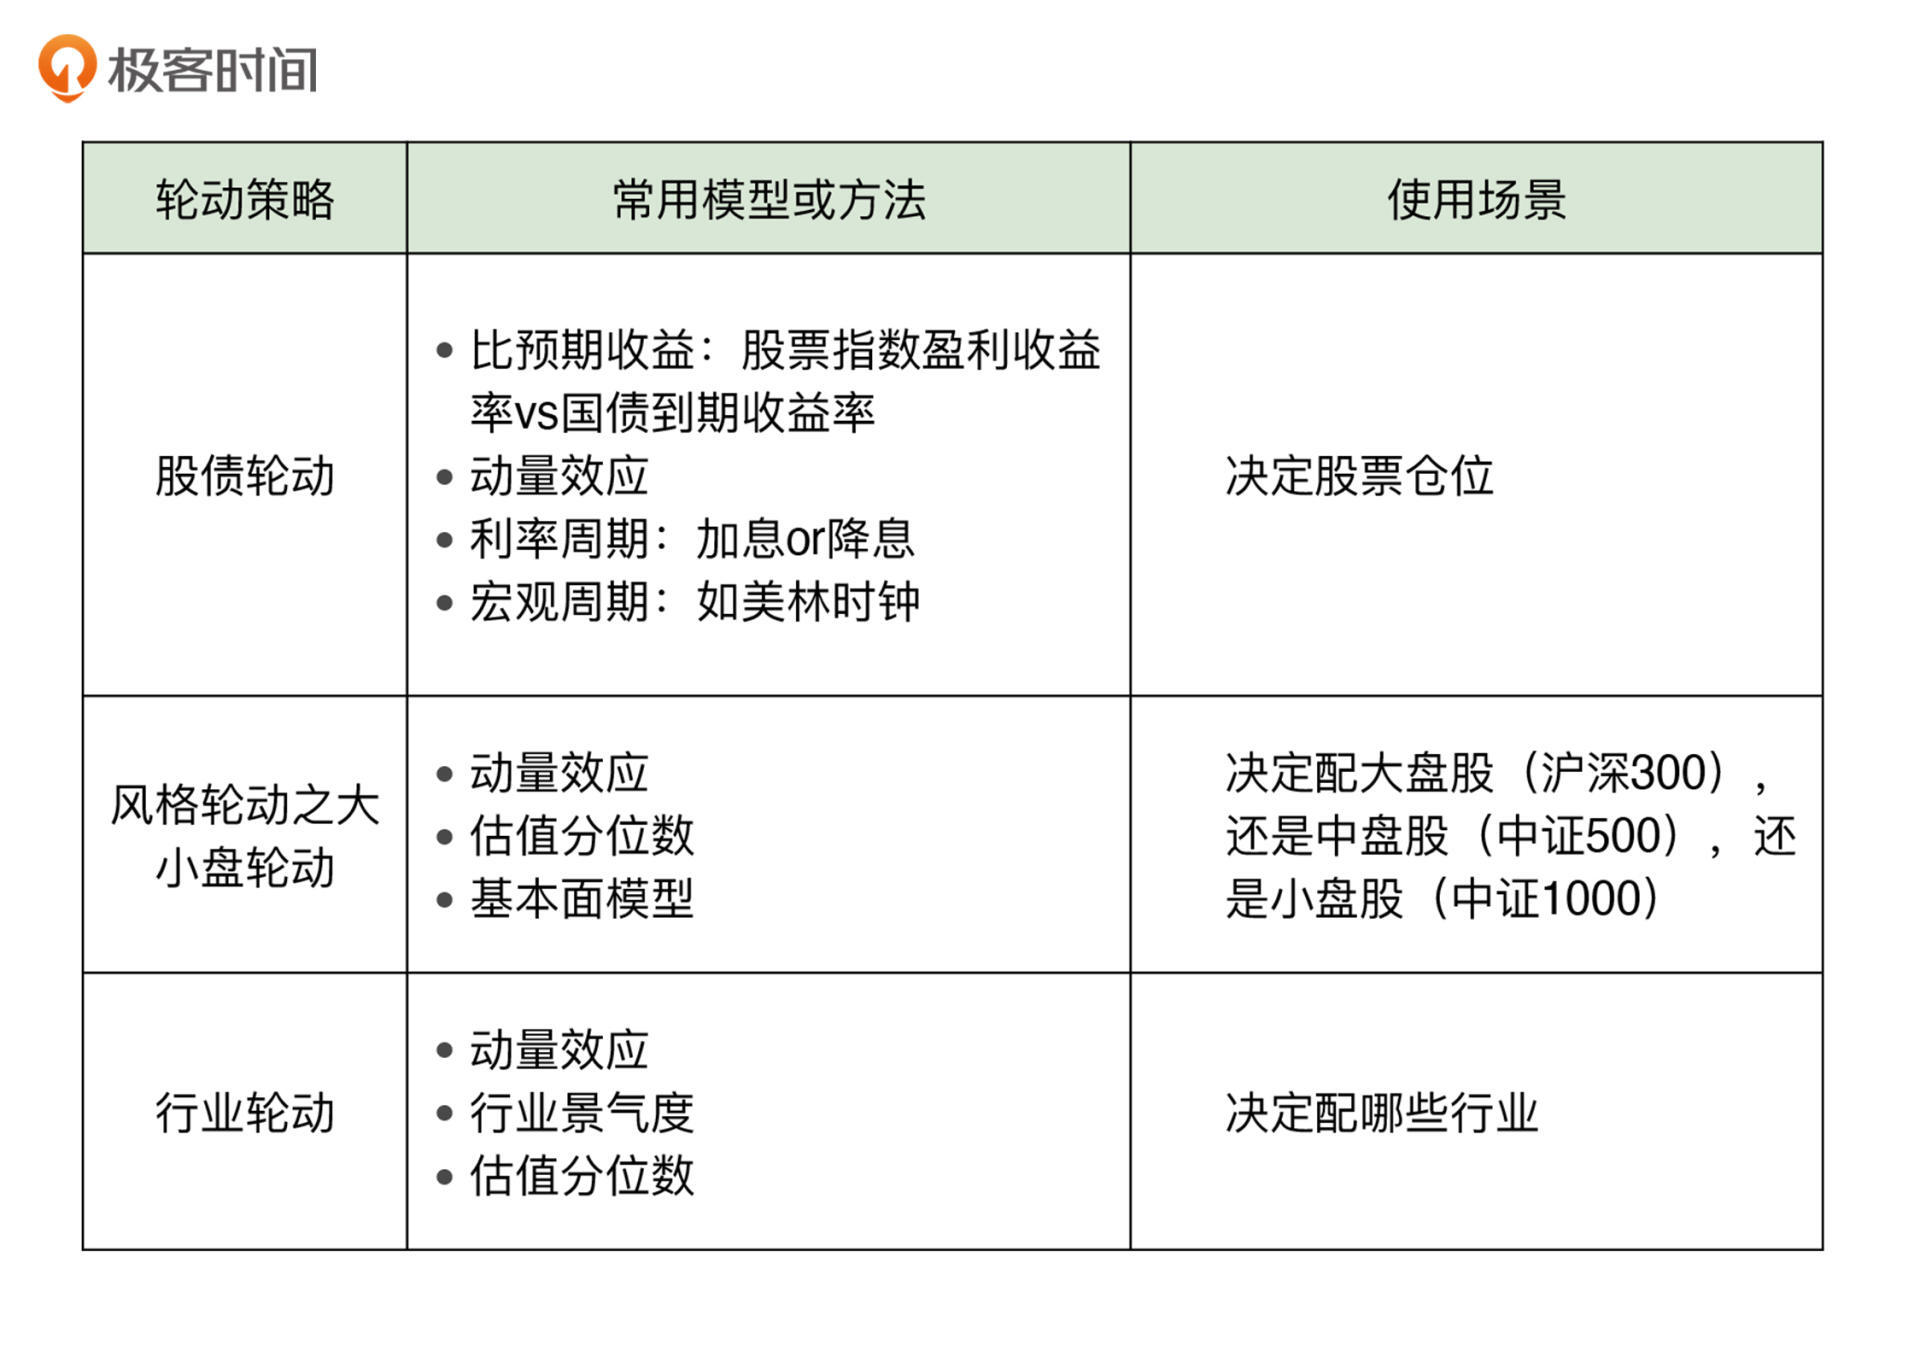 极客时间
轮动策略
常用模型或方法
使用场景
股债轮动
• 比预期收益：股票指数盈利收益
率vs国债到期收益率
• 动量效应
• 利率周期：加息or降息
• 宏观周期：如美林时钟
决定股票仓位
风格轮动之大
小盘轮动
• 动量效应
• 估值分位数
• 基本面模型
决定配大盘股（沪深300），
还是中盘股（中证500），还
是小盘股（中证1000）
行业轮动
• 动量效应
• 行业景气度
• 估值分位数
决定配哪些行业